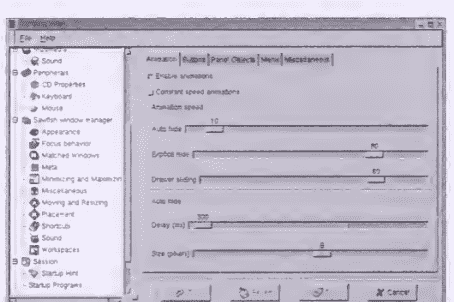 File Help
Sound
Peripherals
CD Properties
Keyboard
Mouse
Sawfish window manager
Appearance
Focus behavior
Matched Windows
Meta
Minimizing and Maximizin
Miscellaneous
Moving and Resizing
Placement
Shortcuts
Sound
Workspaces
Session
Startup Hint
Startup Programs
Animation Buttons Panel Objects Menu Miscellaneous
Enable animations
Constant speed animations
Animation speed
10
Auto hide
80
Explicit hide
80
Drawer sliding
Auto hide
300
Delay (ms)
6
Size (pixels)
Cancel